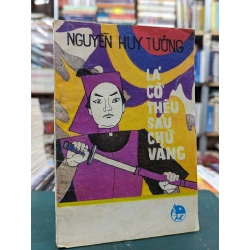 NGUYỄN HUY TƯỞNG
LÁ
CỜ
THÊU
SÁU
CHỮ
VÀNG